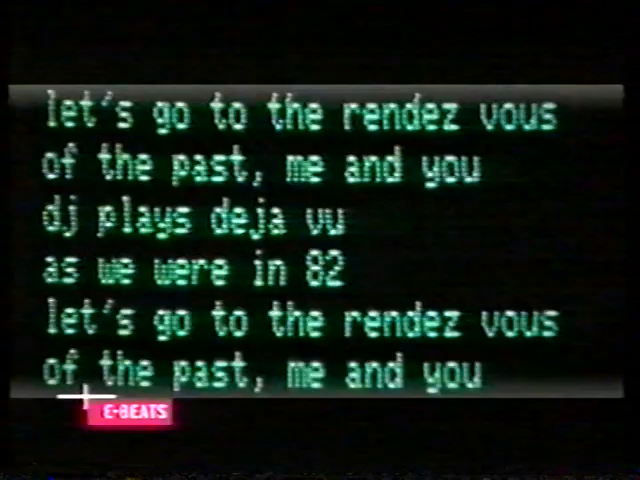 let's go to the rendez vous
of the past, me and you
dj plays deja vu
as we were in 82
let's go to the rendez vous
of the past, me and you
E-BEATS